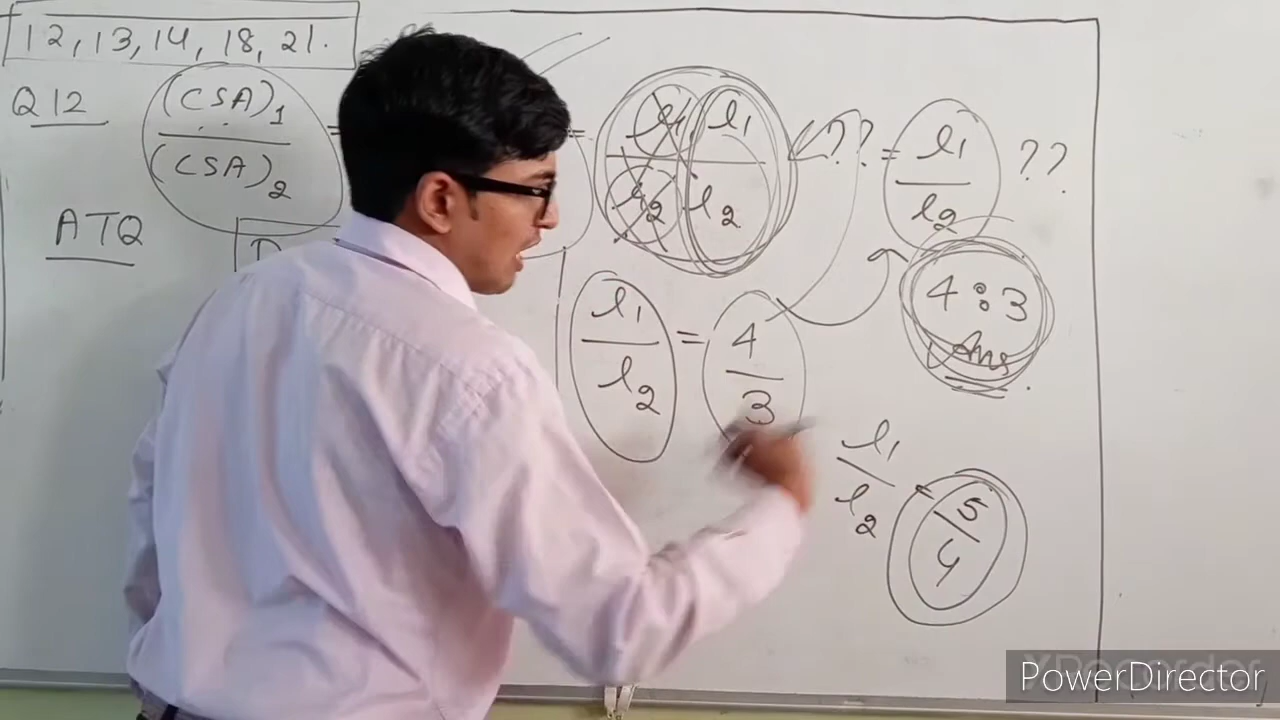 12, 13, 14, 18, 21.
Q12
(CSA)1
(CSA)2
=
l1
l2
?? = l1
l2
??
ATQ
D
l1
l2
=
4
3
4:3
Ans.
l1
l2
=
5
4
PowerDirector